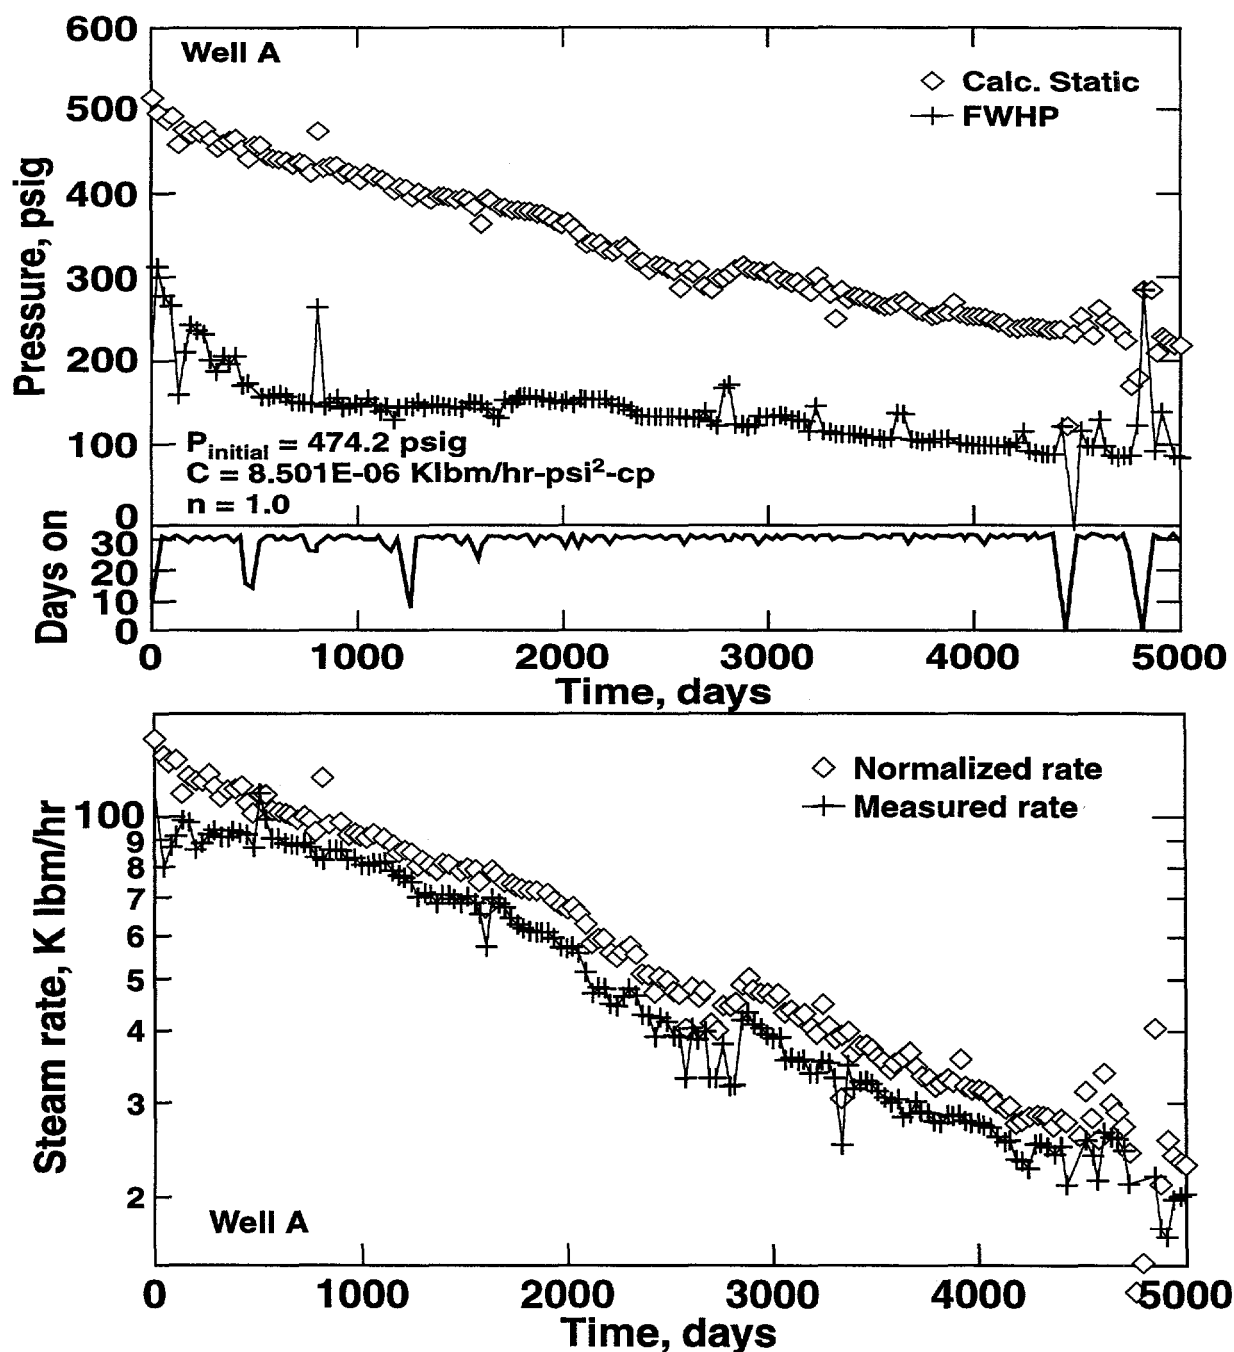 600
Well A
Calc. Static
FWHP
500
400
300
200
100
0
Pressure, psig
P_initial = 474.2 psig
C = 8.501E-06 Klbm/hr-psi²-cp
n = 1.0
30
20
10
0
Days on
0 1000 2000 3000 4000 5000
Time, days
Normalized rate
Measured rate
100
9
8
7
6
5
4
3
2
Steam rate, K lbm/hr
Well A
0 1000 2000 3000 4000 5000
Time, days